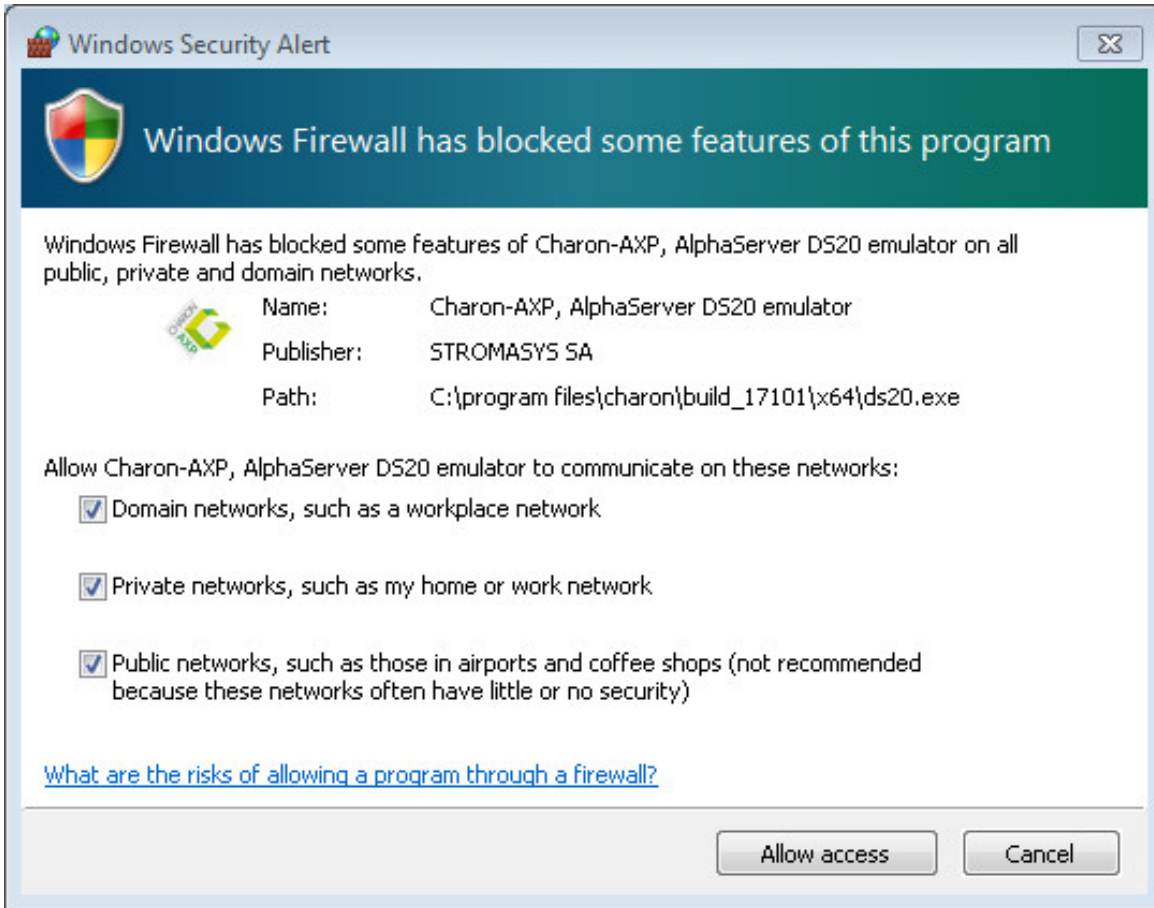 Windows Security Alert
Windows Firewall has blocked some features of this program
Windows Firewall has blocked some features of Charon-AXP, AlphaServer DS20 emulator on all
public, private and domain networks.
CHARON
AXP
Name: Charon-AXP, AlphaServer DS20 emulator
Publisher: STROMASYS SA
Path: C:\program files\charon\build_17101\x64\ds20.exe
Allow Charon-AXP, AlphaServer DS20 emulator to communicate on these networks:
Domain networks, such as a workplace network
Private networks, such as my home or work network
Public networks, such as those in airports and coffee shops (not recommended
because these networks often have little or no security)
What are the risks of allowing a program through a firewall?
Allow access Cancel